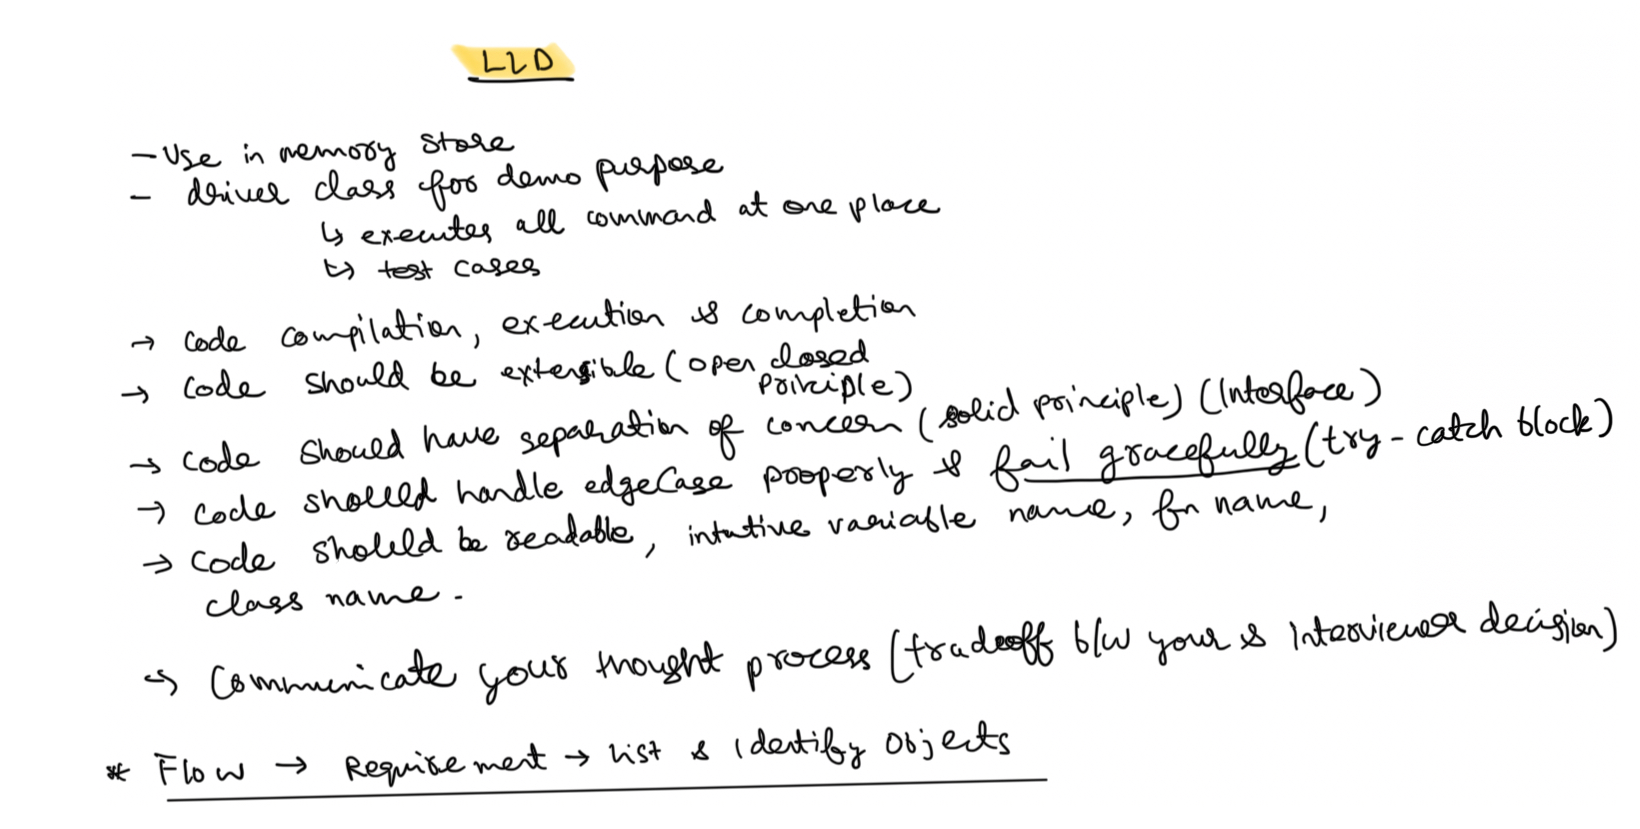 LLD
- Use in memory store
- driver class for demo purpose
↳ executes all command at one place
↳ test cases
→ code compilation, execution & completion
→ code should be extensible (open closed
principle)
→ code should have separation of concern (solid principle) (Interface)
→ code should handle edgeCase properly & fail gracefully (try-catch block)
→ code should be readable, intutive variable name, fn name,
class name.
→ Communicate your thought process (tradeoff b/w your & Interviewer decision)
* Flow → Requirement → List & identify Objects